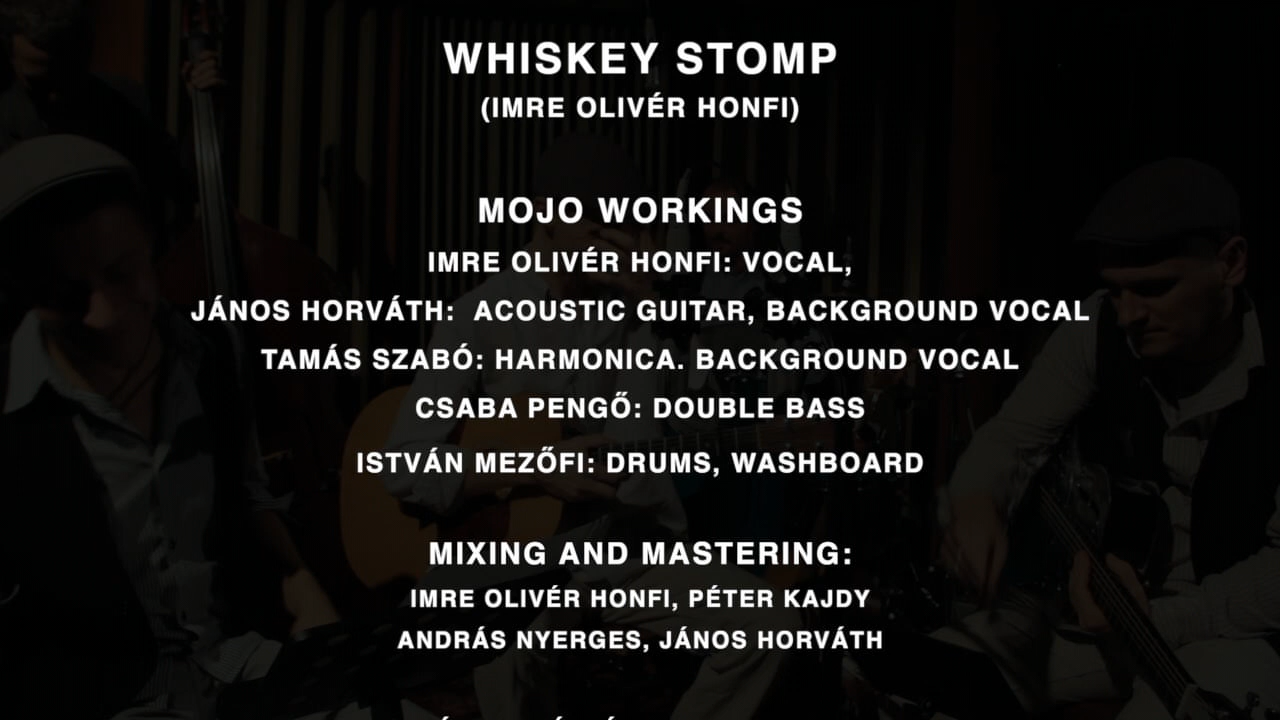 WHISKEY STOMP
(IMRE OLIVÉR HONFI)
MOJO WORKINGS
IMRE OLIVÉR HONFI: VOCAL,
JÁNOS HORVÁTH:  ACOUSTIC GUITAR, BACKGROUND VOCAL
TAMÁS SZABÓ: HARMONICA. BACKGROUND VOCAL
CSABA PENGŐ: DOUBLE BASS
ISTVÁN MEZŐFI: DRUMS, WASHBOARD
MIXING AND MASTERING:
IMRE OLIVÉR HONFI, PÉTER KAJDY
ANDRÁS NYERGES, JÁNOS HORVÁTH